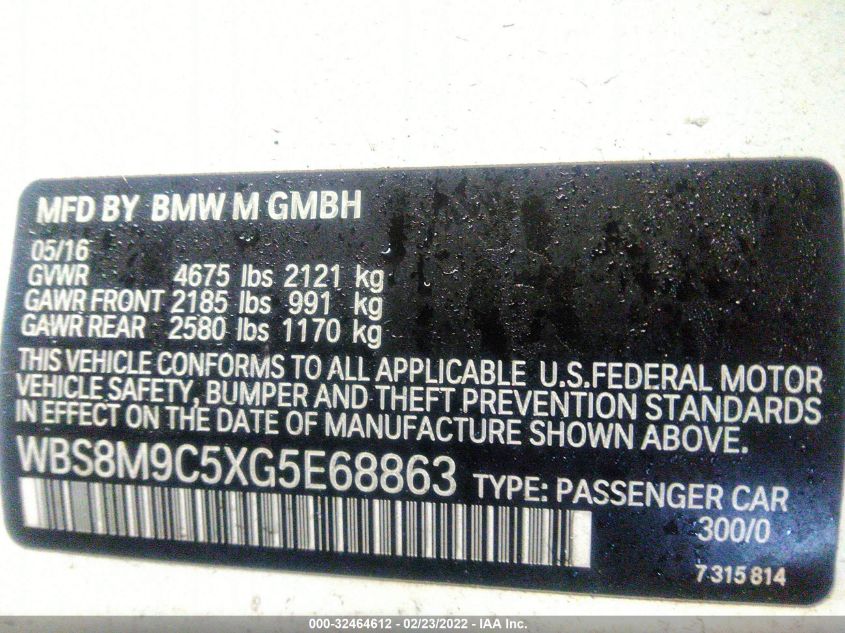 MFD BY BMW M GMBH
05/16
GVWR 4675 lbs 2121 kg
GAWR FRONT 2185 lbs 991 kg
GAWR REAR 2580 lbs 1170 kg
THIS VEHICLE CONFORMS TO ALL APPLICABLE U.S.FEDERAL MOTOR
VEHICLE SAFETY, BUMPER AND THEFT PREVENTION STANDARDS
IN EFFECT ON THE DATE OF MANUFACTURE SHOWN ABOVE.
WBS8M9C5XG5E68863 TYPE: PASSENGER CAR
300/0
7 315 814
000-32464612 - 02/23/2022 - IAA Inc.